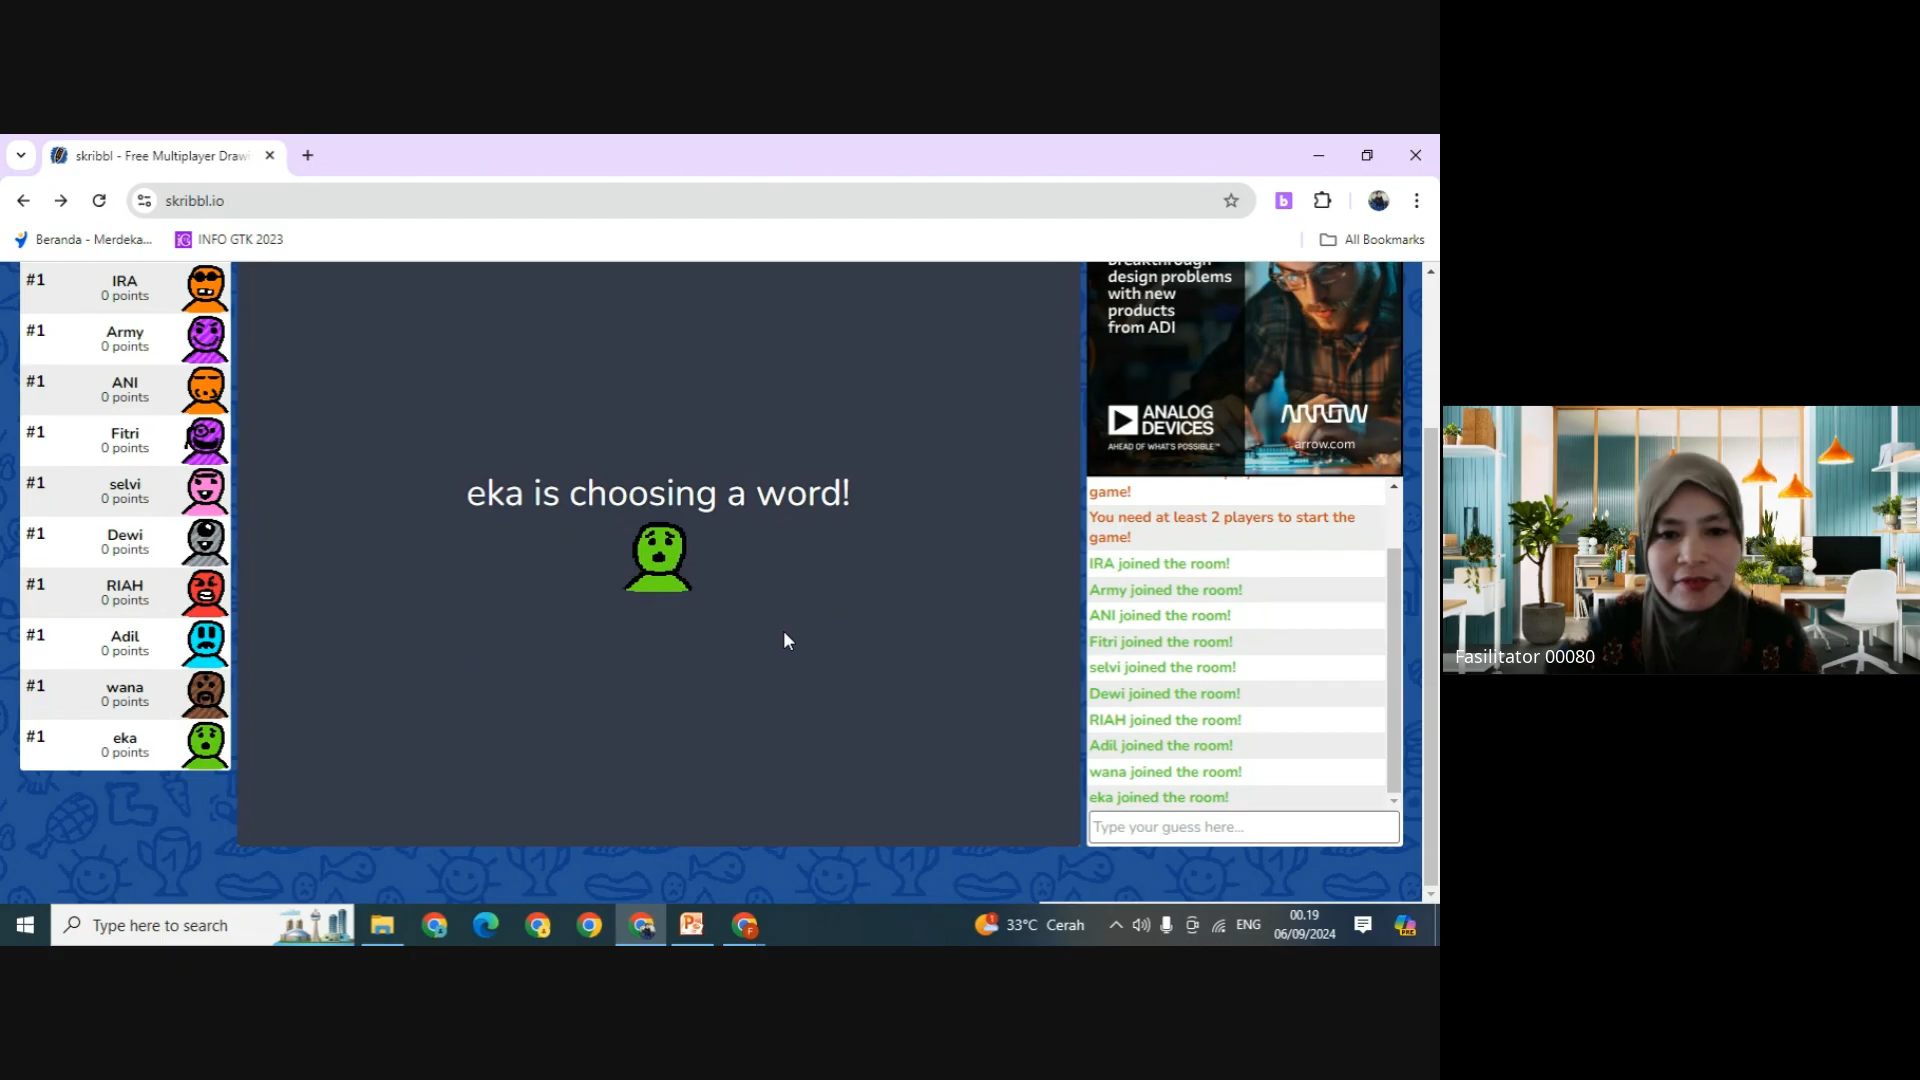 skribbl - Free Multiplayer Drawi
skribbl.io
Beranda - Merdeka...
INFO GTK 2023
All Bookmarks
#1
IRA
0 points
#1
Army
0 points
#1
ANI
0 points
#1
Fitri
0 points
#1
selvi
0 points
#1
Dewi
0 points
#1
RIAH
0 points
#1
Adil
0 points
#1
wana
0 points
#1
eka
0 points
eka is choosing a word!
design problems
with new
products
from ADI
ANALOG
DEVICES
AHEAD OF WHAT'S POSSIBLE™
ARROW
arrow.com
game!
You need at least 2 players to start the
game!
IRA joined the room!
Army joined the room!
ANI joined the room!
Fitri joined the room!
selvi joined the room!
Dewi joined the room!
RIAH joined the room!
Adil joined the room!
wana joined the room!
eka joined the room!
Type your guess here...
Fasilitator 00080
Type here to search
33°C Cerah
ENG
00.19
06/09/2024